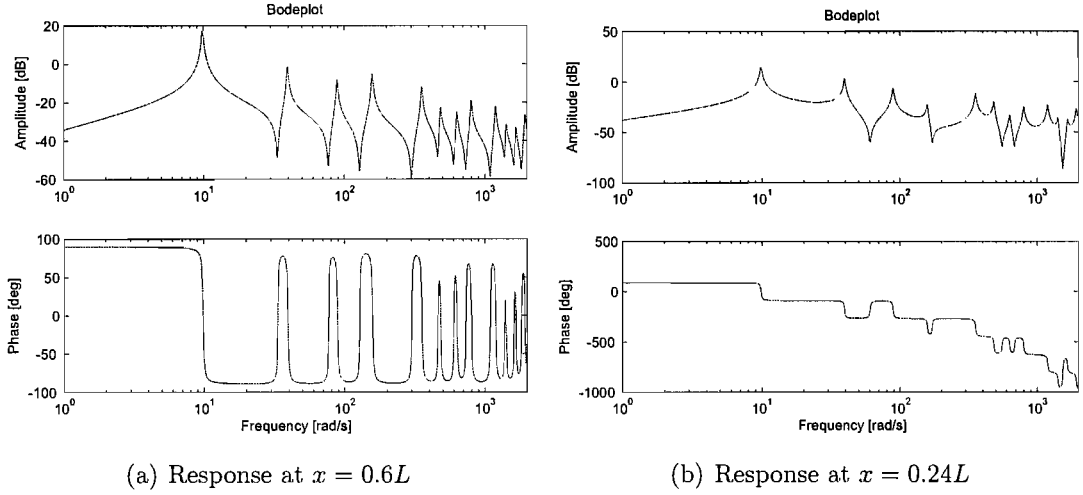 Bodeplot
20
0
-20
-40
-60
Amplitude [dB]
10^0 10^1 10^2 10^3
100
50
0
-50
-100
Phase [deg]
10^0 10^1 10^2 10^3
Frequency [rad/s]
(a) Response at x = 0.6L
Bodeplot
50
0
-50
-100
Amplitude [dB]
10^0 10^1 10^2 10^3
500
0
-500
-1000
Phase [deg]
10^0 10^1 10^2 10^3
Frequency [rad/s]
(b) Response at x = 0.24L